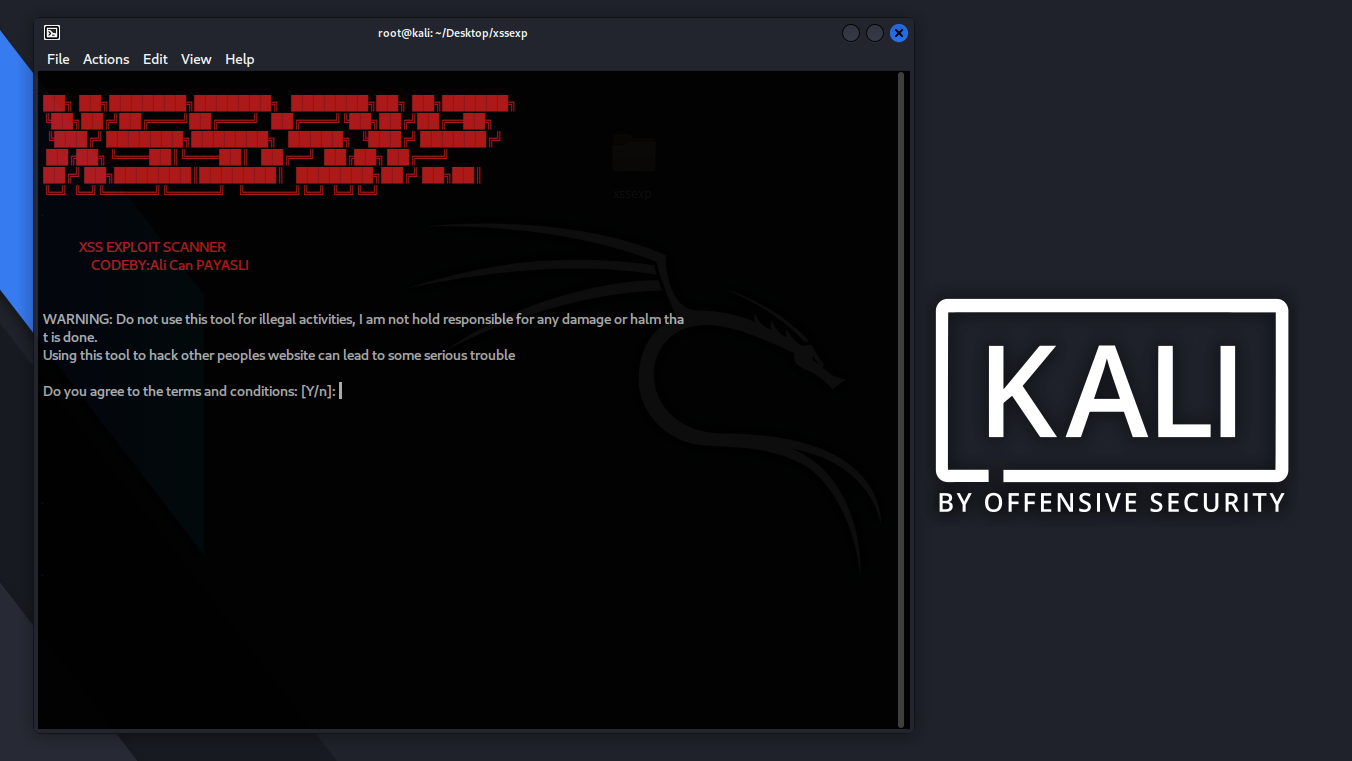 root@kali: ~/Desktop/xssexp
File Actions Edit View Help
XSS EXP
xssexp
XSS EXPLOIT SCANNER
CODEBY:Ali Can PAYASLI
WARNING: Do not use this tool for illegal activities, I am not hold responsible for any damage or halm tha
t is done.
Using this tool to hack other peoples website can lead to some serious trouble
Do you agree to the terms and conditions: [Y/n]:
KALI
BY OFFENSIVE SECURITY